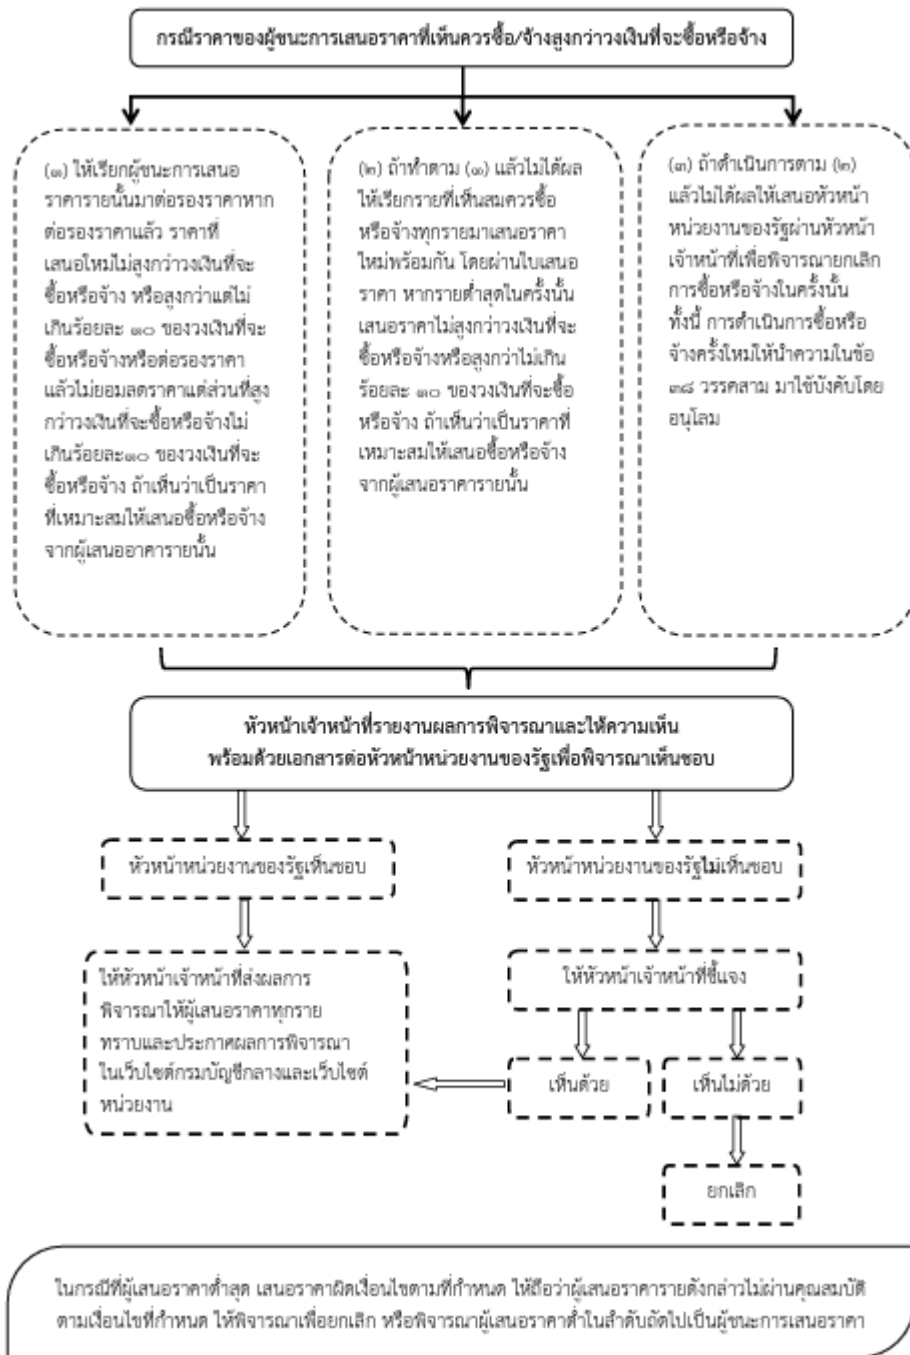 กรณีราคาของผู้ชนะการเสนอราคาที่เห็นควรซื้อ/จ้างสูงกว่าวงเงินที่จะซื้อหรือจ้าง
(๑) ให้เรียกผู้ชนะการเสนอ
ราคารายนั้นมาต่อรองราคาหาก
ต่อรองราคาแล้ว ราคาที่
เสนอใหม่ไม่สูงกว่าวงเงินที่จะ
ซื้อหรือจ้าง หรือสูงกว่าแต่ไม่
เกินร้อยละ ๑๐ ของวงเงินที่จะ
ซื้อหรือจ้างหรือต่อรองราคา
แล้วไม่ยอมลดราคาแต่ส่วนที่สูง
กว่าวงเงินที่จะซื้อหรือจ้างไม่
เกินร้อยละ๑๐ ของวงเงินที่จะ
ซื้อหรือจ้าง ถ้าเห็นว่าเป็นราคา
ที่เหมาะสมให้เสนอซื้อหรือจ้าง
จากผู้เสนออาคารายนั้น
(๒) ถ้าทำตาม (๑) แล้วไม่ได้ผล
ให้เรียกรายที่เห็นสมควรซื้อ
หรือจ้างทุกรายมาเสนอราคา
ใหม่พร้อมกัน โดยผ่านใบเสนอ
ราคา หากรายต่ำสุดในครั้งนั้น
เสนอราคาไม่สูงกว่าวงเงินที่จะ
ซื้อหรือจ้างหรือสูงกว่าไม่เกิน
ร้อยละ ๑๐ ของวงเงินที่จะซื้อ
หรือจ้าง ถ้าเห็นว่าเป็นราคาที่
เหมาะสมให้เสนอซื้อหรือจ้าง
จากผู้เสนอราคารายนั้น
(๓) ถ้าดำเนินการตาม (๒)
แล้วไม่ได้ผลให้เสนอหัวหน้า
หน่วยงานของรัฐผ่านหัวหน้า
เจ้าหน้าที่เพื่อพิจารณายกเลิก
การซื้อหรือจ้างในครั้งนั้น
ทั้งนี้ การดำเนินการซื้อหรือ
จ้างครั้งใหม่ให้นำความในข้อ
๓๘ วรรคสาม มาใช้บังคับโดย
อนุโลม
หัวหน้าเจ้าหน้าที่รายงานผลการพิจารณาและให้ความเห็น
พร้อมด้วยเอกสารต่อหัวหน้าหน่วยงานของรัฐเพื่อพิจารณาเห็นชอบ
หัวหน้าหน่วยงานของรัฐเห็นชอบ
หัวหน้าหน่วยงานของรัฐไม่เห็นชอบ
ให้หัวหน้าเจ้าหน้าที่ส่งผลการ
พิจารณาให้ผู้เสนอราคาทุกราย
ทราบและประกาศผลการพิจารณา
ในเว็บไซต์กรมบัญชีกลางและเว็บไซต์
หน่วยงาน
ให้หัวหน้าเจ้าหน้าที่ชี้แจง
เห็นด้วย
เห็นไม่ด้วย
ยกเลิก
ในกรณีที่ผู้เสนอราคาต่ำสุด เสนอราคาผิดเงื่อนไขตามที่กำหนด ให้ถือว่าผู้เสนอราคารายดังกล่าวไม่ผ่านคุณสมบัติ
ตามเงื่อนไขที่กำหนด ให้พิจารณาเพื่อยกเลิก หรือพิจารณาผู้เสนอราคาต่ำในลำดับถัดไปเป็นผู้ชนะการเสนอราคา